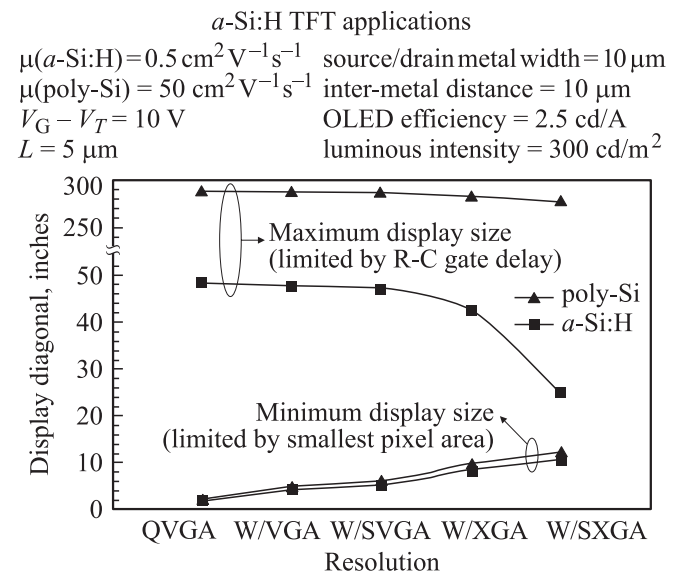 a-Si:H TFT applications
μ(a-Si:H) = 0.5 cm² V⁻¹s⁻¹ source/drain metal width = 10 μm
μ(poly-Si) = 50 cm² V⁻¹s⁻¹ inter-metal distance = 10 μm
V_G – V_T = 10 V OLED efficiency = 2.5 cd/A
L = 5 μm luminous intensity = 300 cd/m²
300
250
Maximum display size
(limited by R-C gate delay)
50
poly-Si
a-Si:H
40
30
20
Minimum display size
(limited by smallest pixel area)
10
0
Display diagonal, inches
QVGA W/VGA W/SVGA W/XGA W/SXGA
Resolution